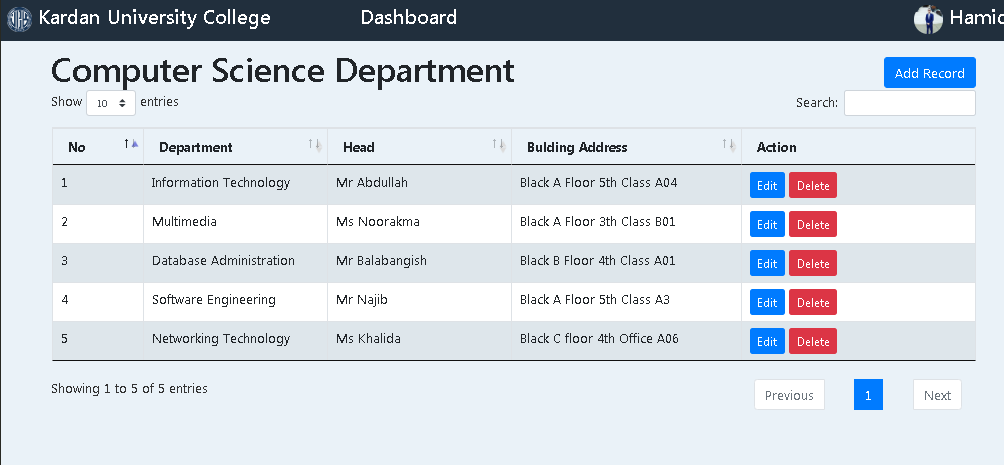 Kardan University College Dashboard Hamid
Computer Science Department Add Record
Show 10 entries Search:
No Department Head Bulding Address Action
1 Information Technology Mr Abdullah Black A Floor 5th Class A04 Edit Delete
2 Multimedia Ms Noorakma Black A Floor 3th Class B01 Edit Delete
3 Database Administration Mr Balabangish Black B Floor 4th Class A01 Edit Delete
4 Software Engineering Mr Najib Black A Floor 5th Class A3 Edit Delete
5 Networking Technology Ms Khalida Black C floor 4th Office A06 Edit Delete
Showing 1 to 5 of 5 entries Previous 1 Next